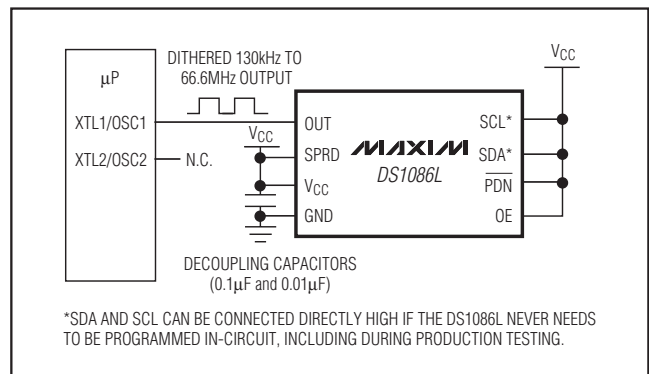 DITHERED 130kHz TO
66.6MHz OUTPUT
VCC
µP
XTL1/OSC1
XTL2/OSC2
N.C.
VCC
OUT
SPRD
VCC
GND
MAXIM
DS1086L
SCL*
SDA*
PDN
OE
DECOUPLING CAPACITORS
(0.1µF and 0.01µF)
*SDA AND SCL CAN BE CONNECTED DIRECTLY HIGH IF THE DS1086L NEVER NEEDS
TO BE PROGRAMMED IN-CIRCUIT, INCLUDING DURING PRODUCTION TESTING.